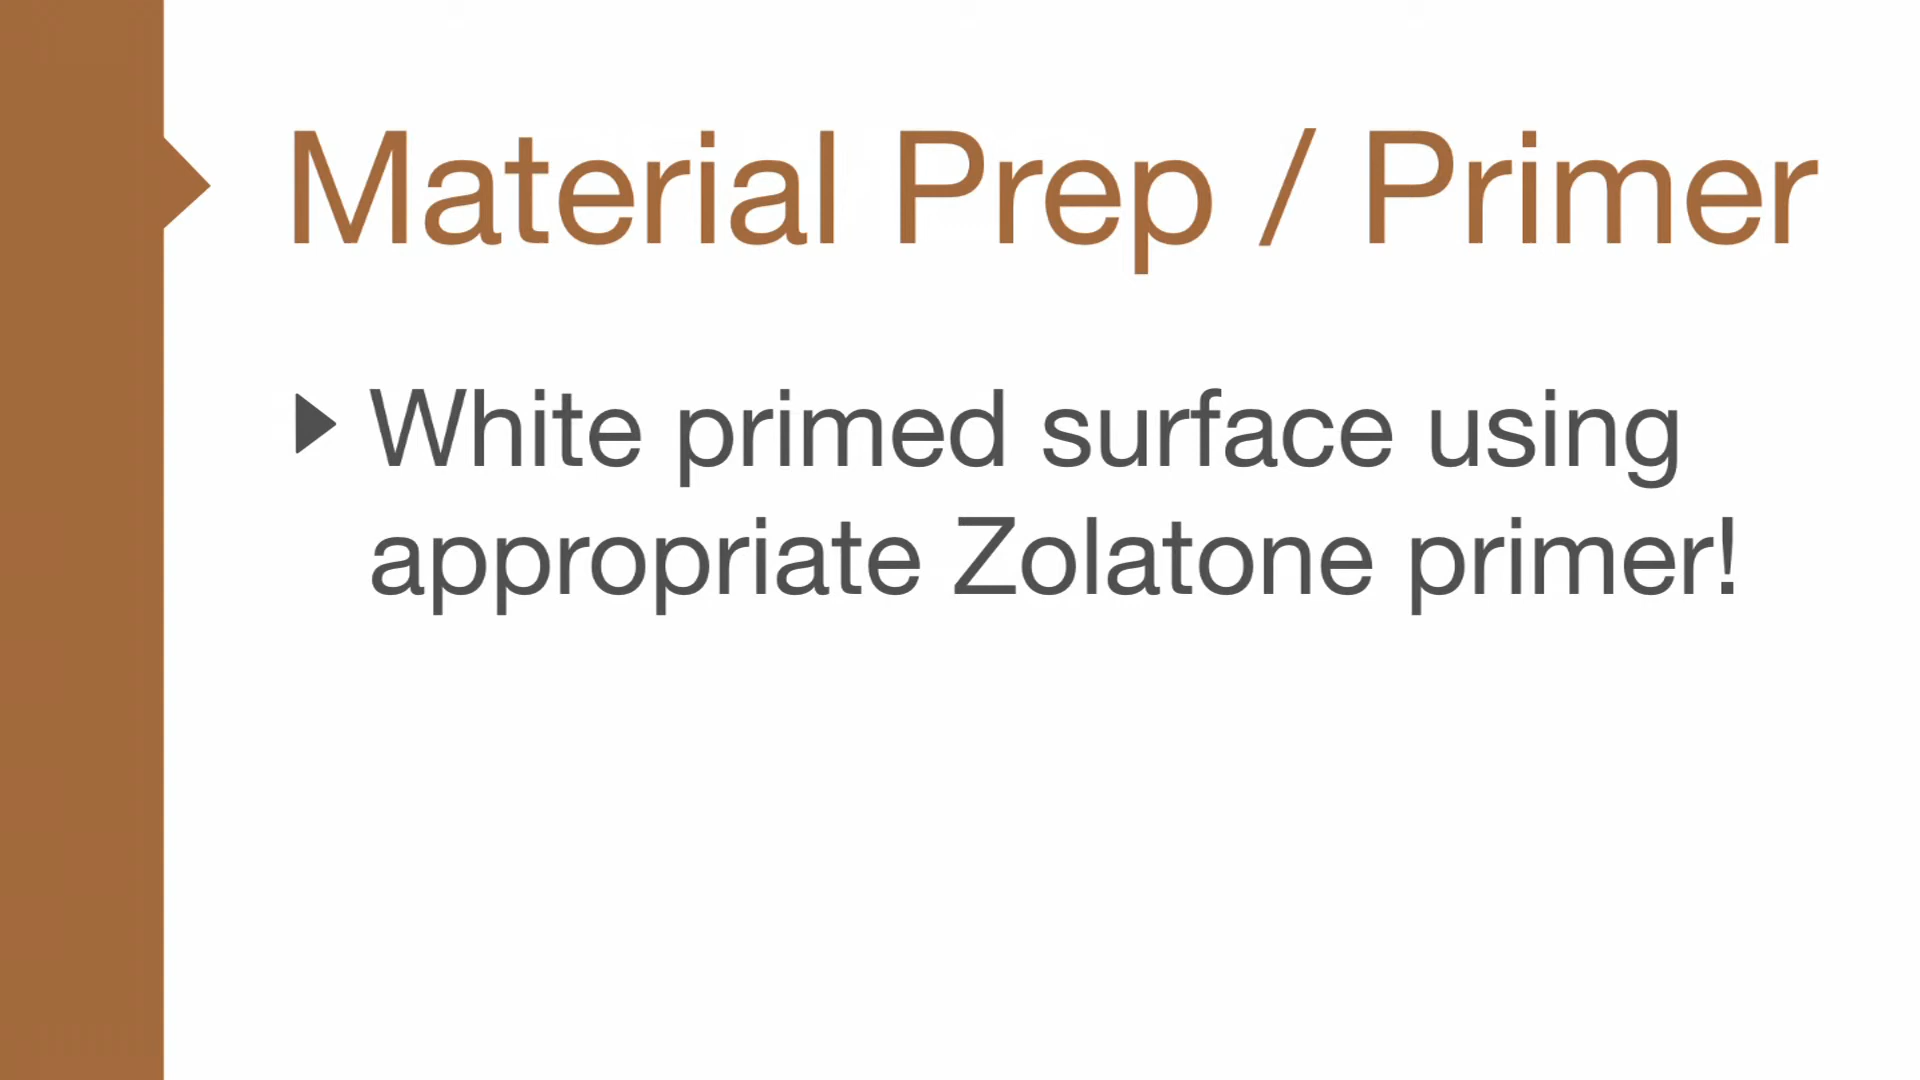 Material Prep / Primer
White primed surface using
appropriate Zolatone primer!